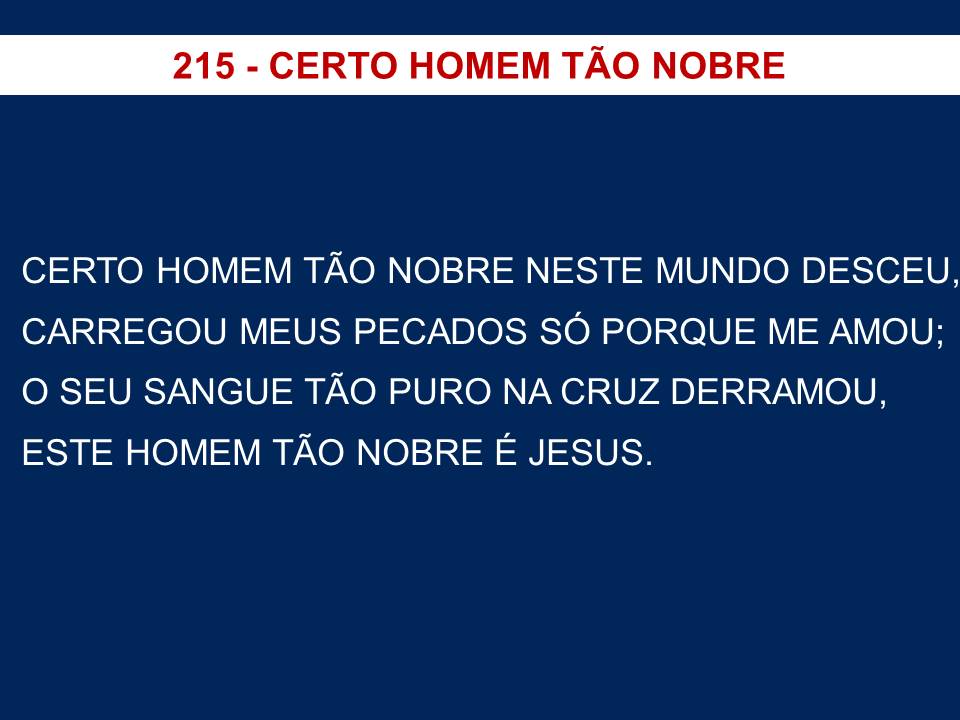 215 - CERTO HOMEM TÃO NOBRE
CERTO HOMEM TÃO NOBRE NESTE MUNDO DESCEU,
CARREGOU MEUS PECADOS SÓ PORQUE ME AMOU;
O SEU SANGUE TÃO PURO NA CRUZ DERRAMOU,
ESTE HOMEM TÃO NOBRE É JESUS.